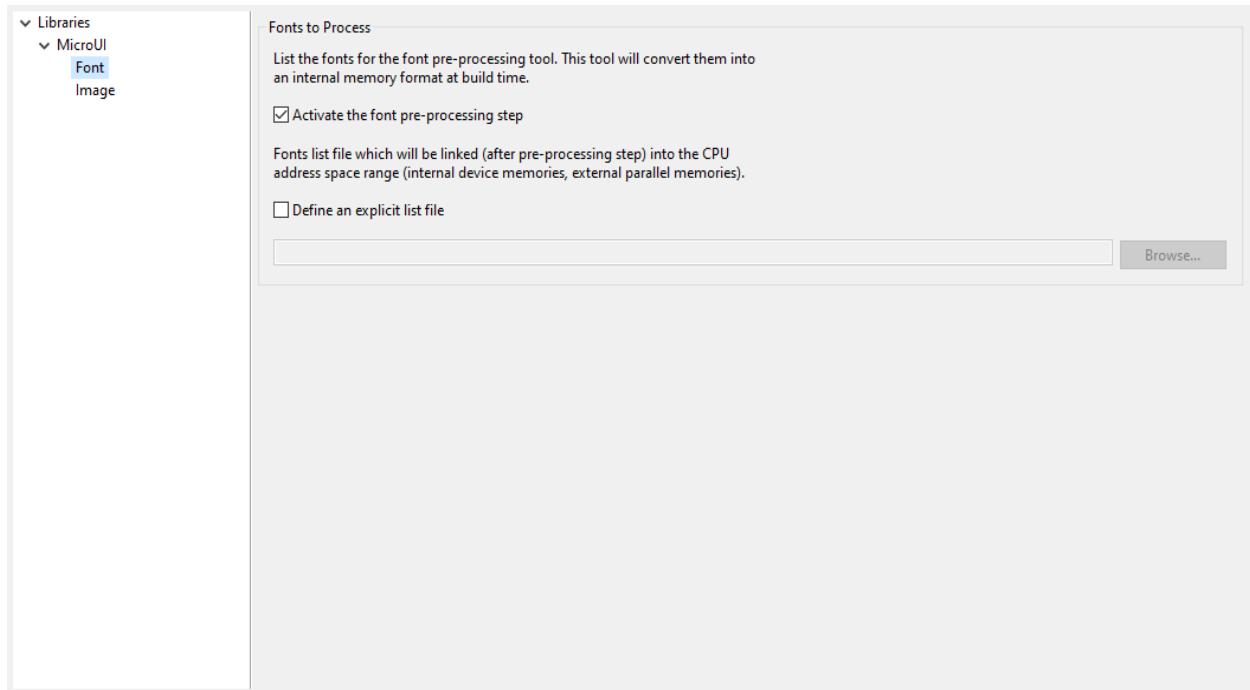 Libraries
MicroUI
Font
Image
Fonts to Process
List the fonts for the font pre-processing tool. This tool will convert them into
an internal memory format at build time.
Activate the font pre-processing step
Fonts list file which will be linked (after pre-processing step) into the CPU
address space range (internal device memories, external parallel memories).
Define an explicit list file
Browse...